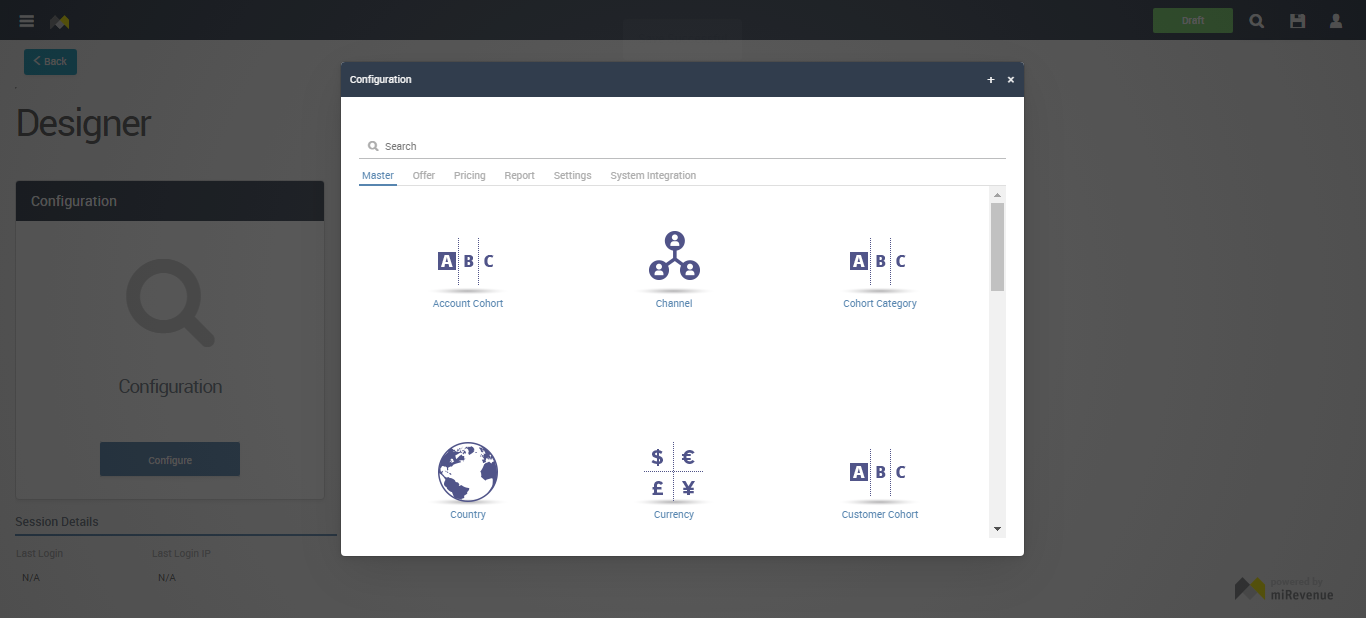 Draft
Back
Designer
Configuration
Configuration
Configure
Session Details
Last Login Last Login IP
N/A N/A
Configuration + ×
Search
Master Offer Pricing Report Settings System Integration
A B C
Account Cohort
Channel
A B C
Cohort Category
Country
$ €
£ ¥
Currency
A B C
Customer Cohort
powered by
miRevenue